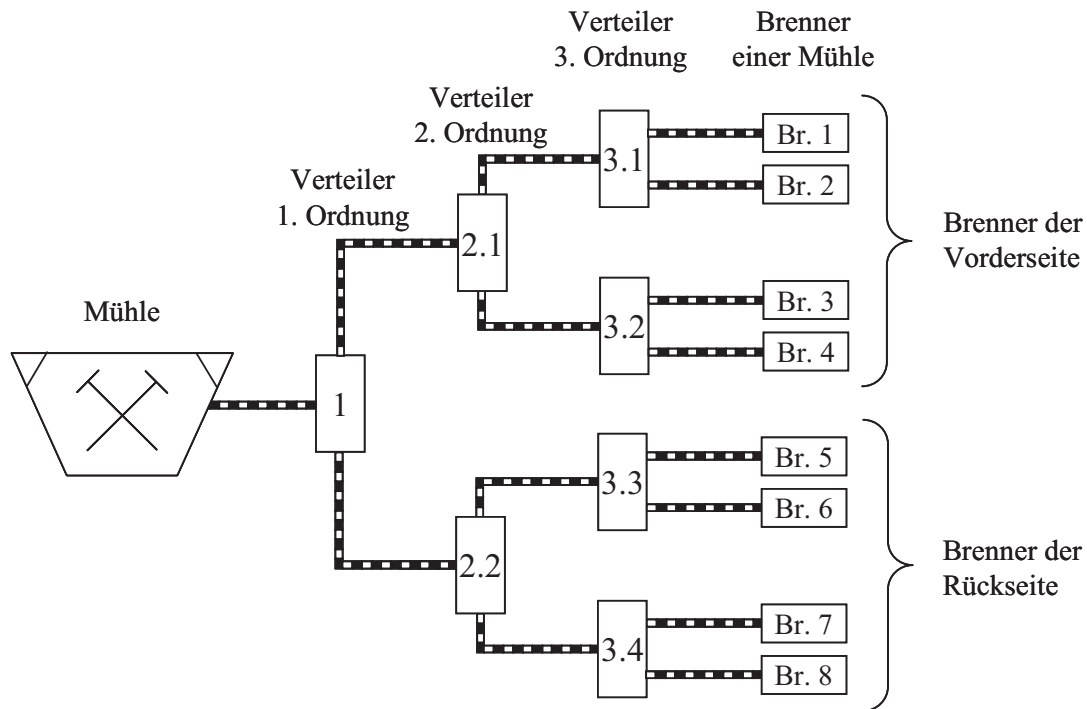 Verteiler
3. Ordnung
Brenner
einer Mühle
Verteiler
2. Ordnung
Verteiler
1. Ordnung
Mühle
1
2.1
2.2
3.1
3.2
3.3
3.4
Br. 1
Br. 2
Br. 3
Br. 4
Br. 5
Br. 6
Br. 7
Br. 8
Brenner der
Vorderseite
Brenner der
Rückseite